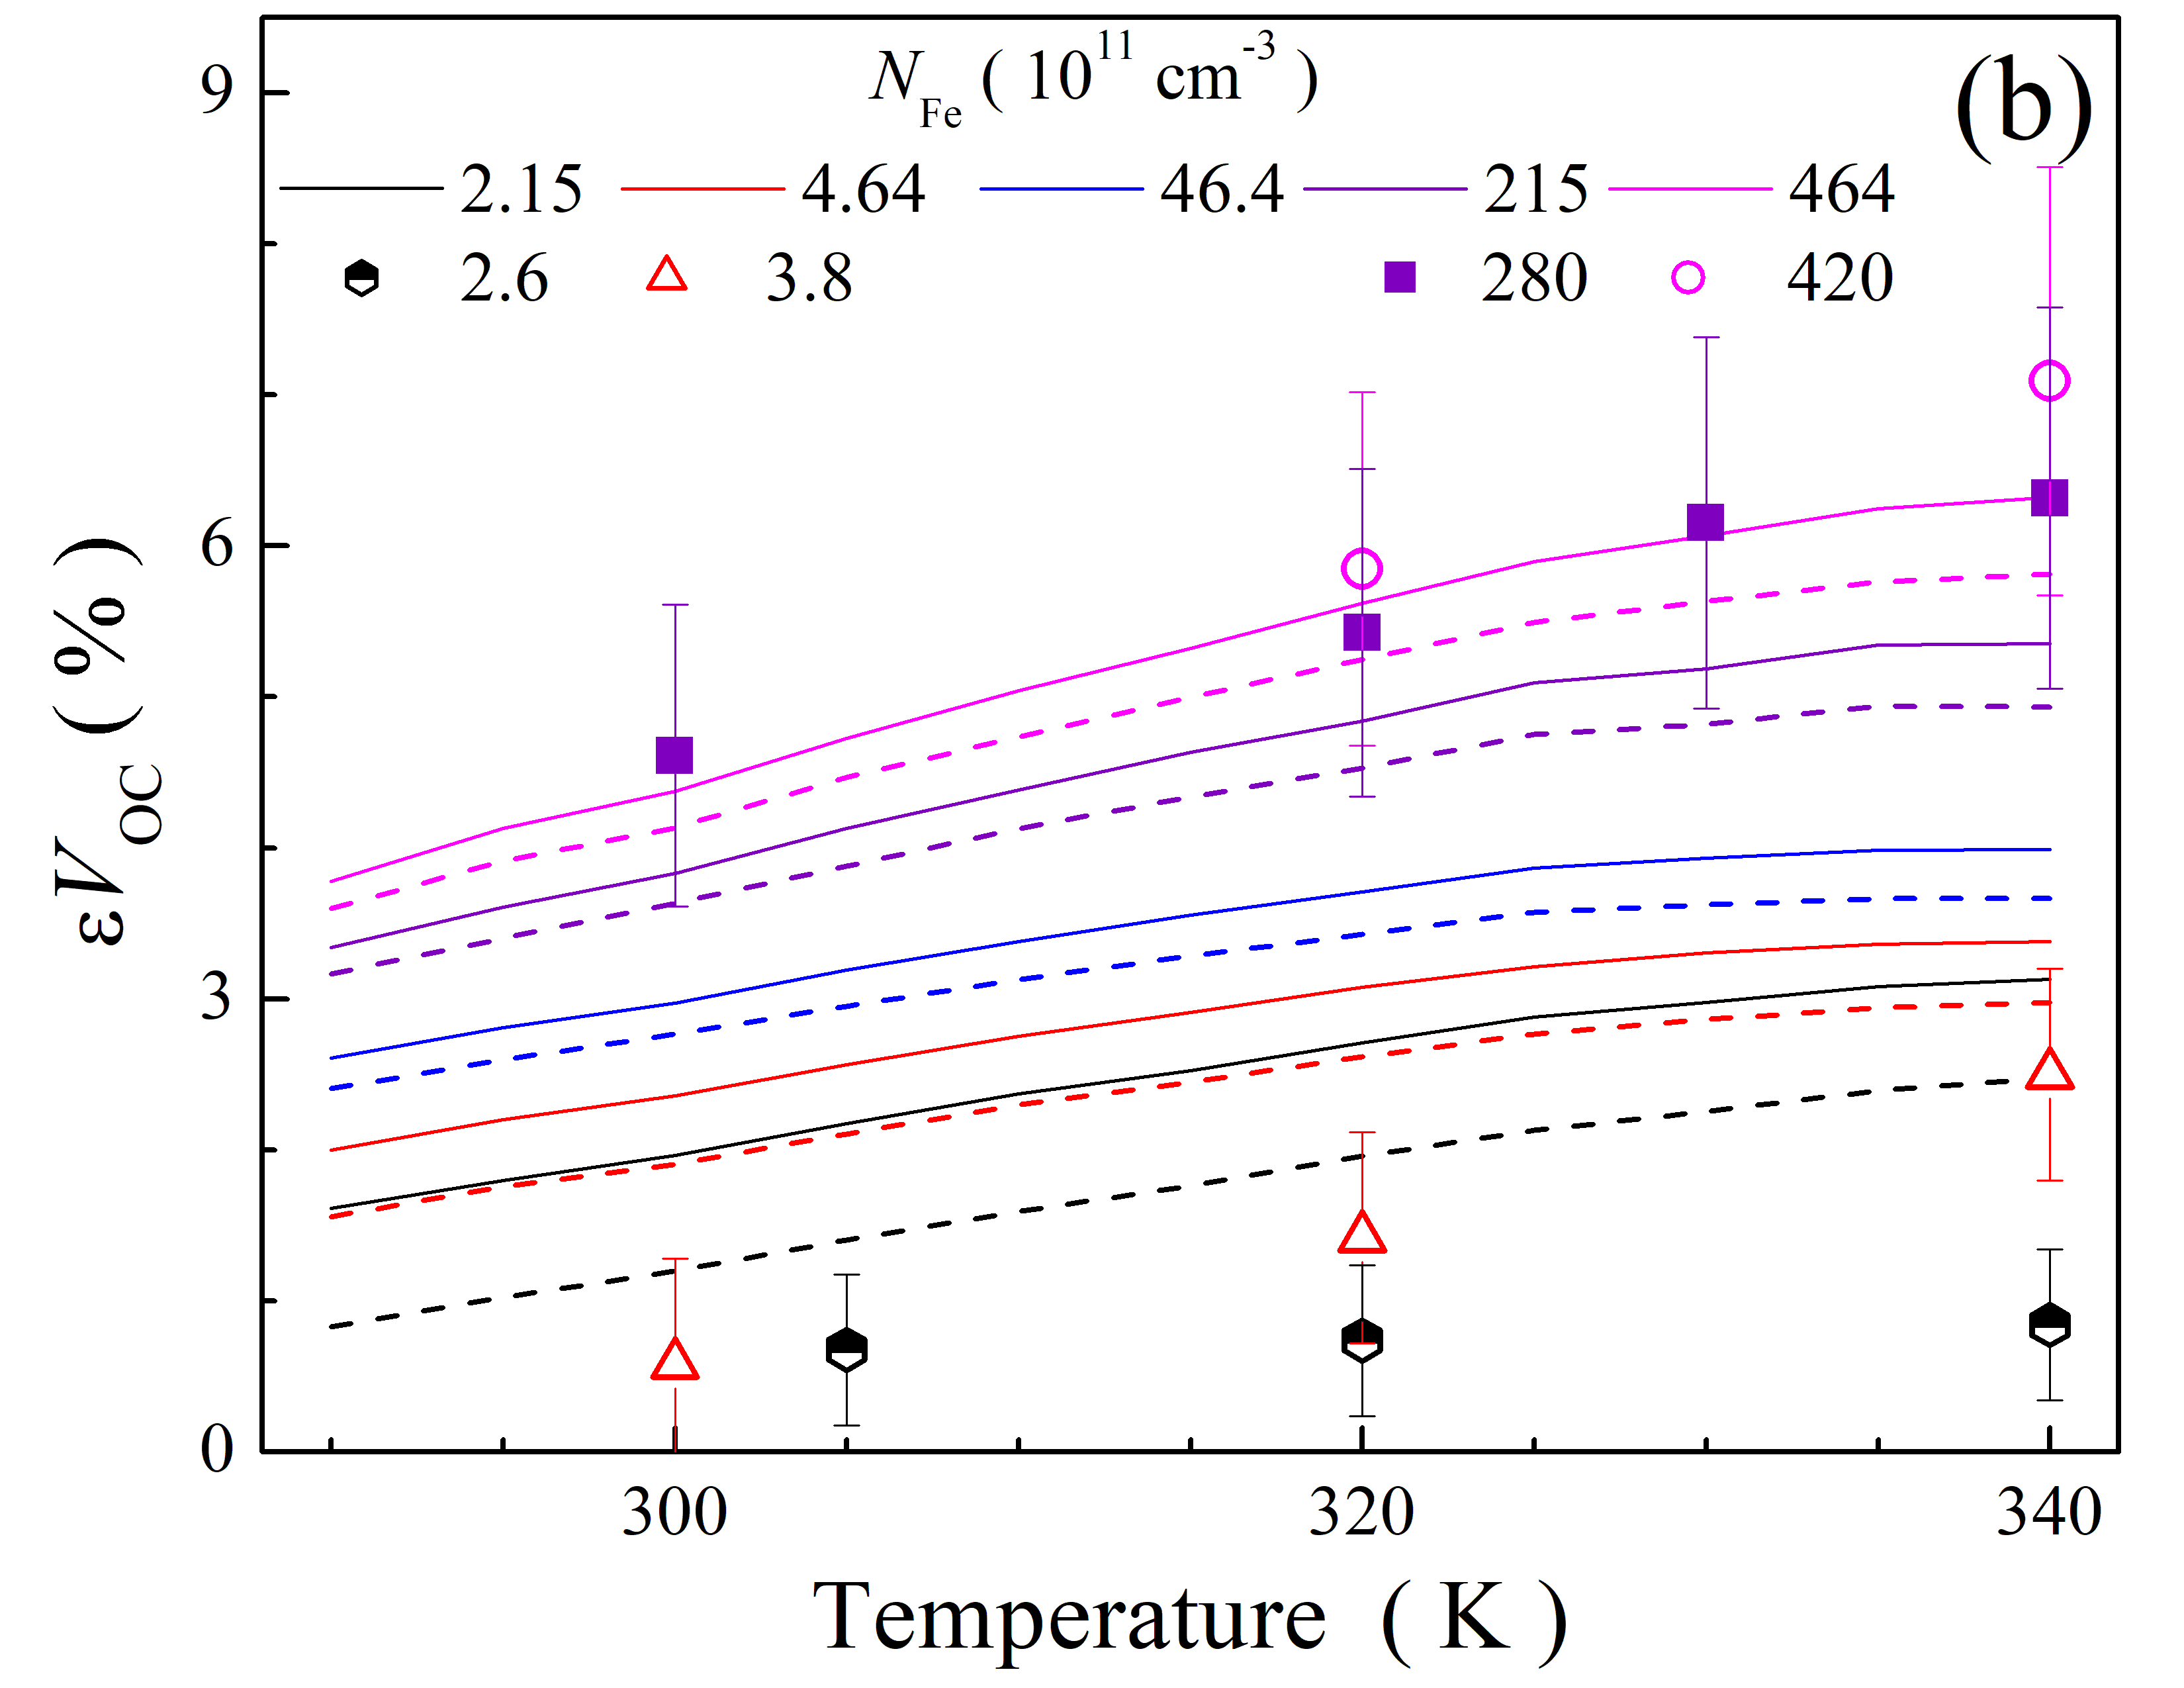 N_Fe ( 10^11 cm^-3 )
(b)
2.15 4.64 46.4 215 464
2.6 3.8 280 420
9
6
3
0
εV_OC ( % )
300 320 340
Temperature ( K )